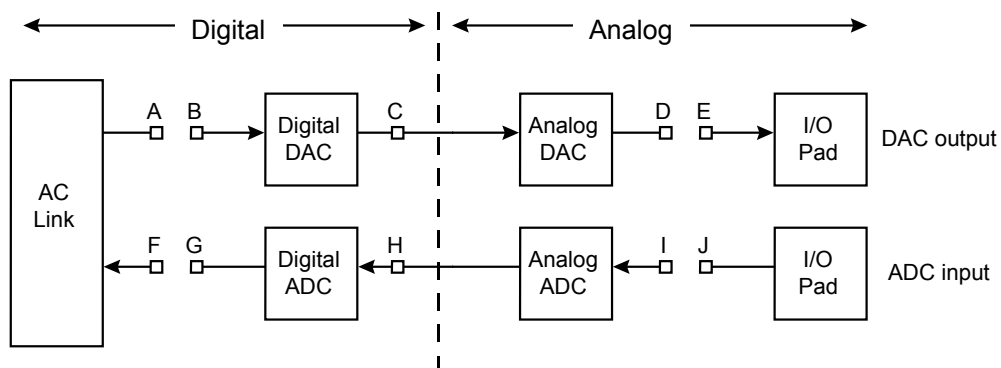 Digital
Analog
A
B
C
D
E
Digital
DAC
Analog
DAC
I/O
Pad
DAC output
AC
Link
F
G
H
I
J
Digital
ADC
Analog
ADC
I/O
Pad
ADC input